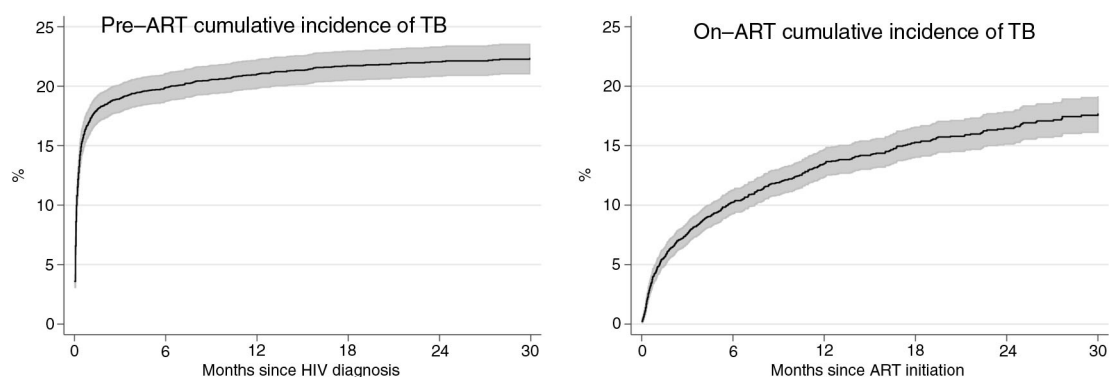 Pre–ART cumulative incidence of TB
25
20
15
10
5
0
%
0 6 12 18 24 30
Months since HIV diagnosis
On–ART cumulative incidence of TB
25
20
15
10
5
0
%
0 6 12 18 24 30
Months since ART initiation